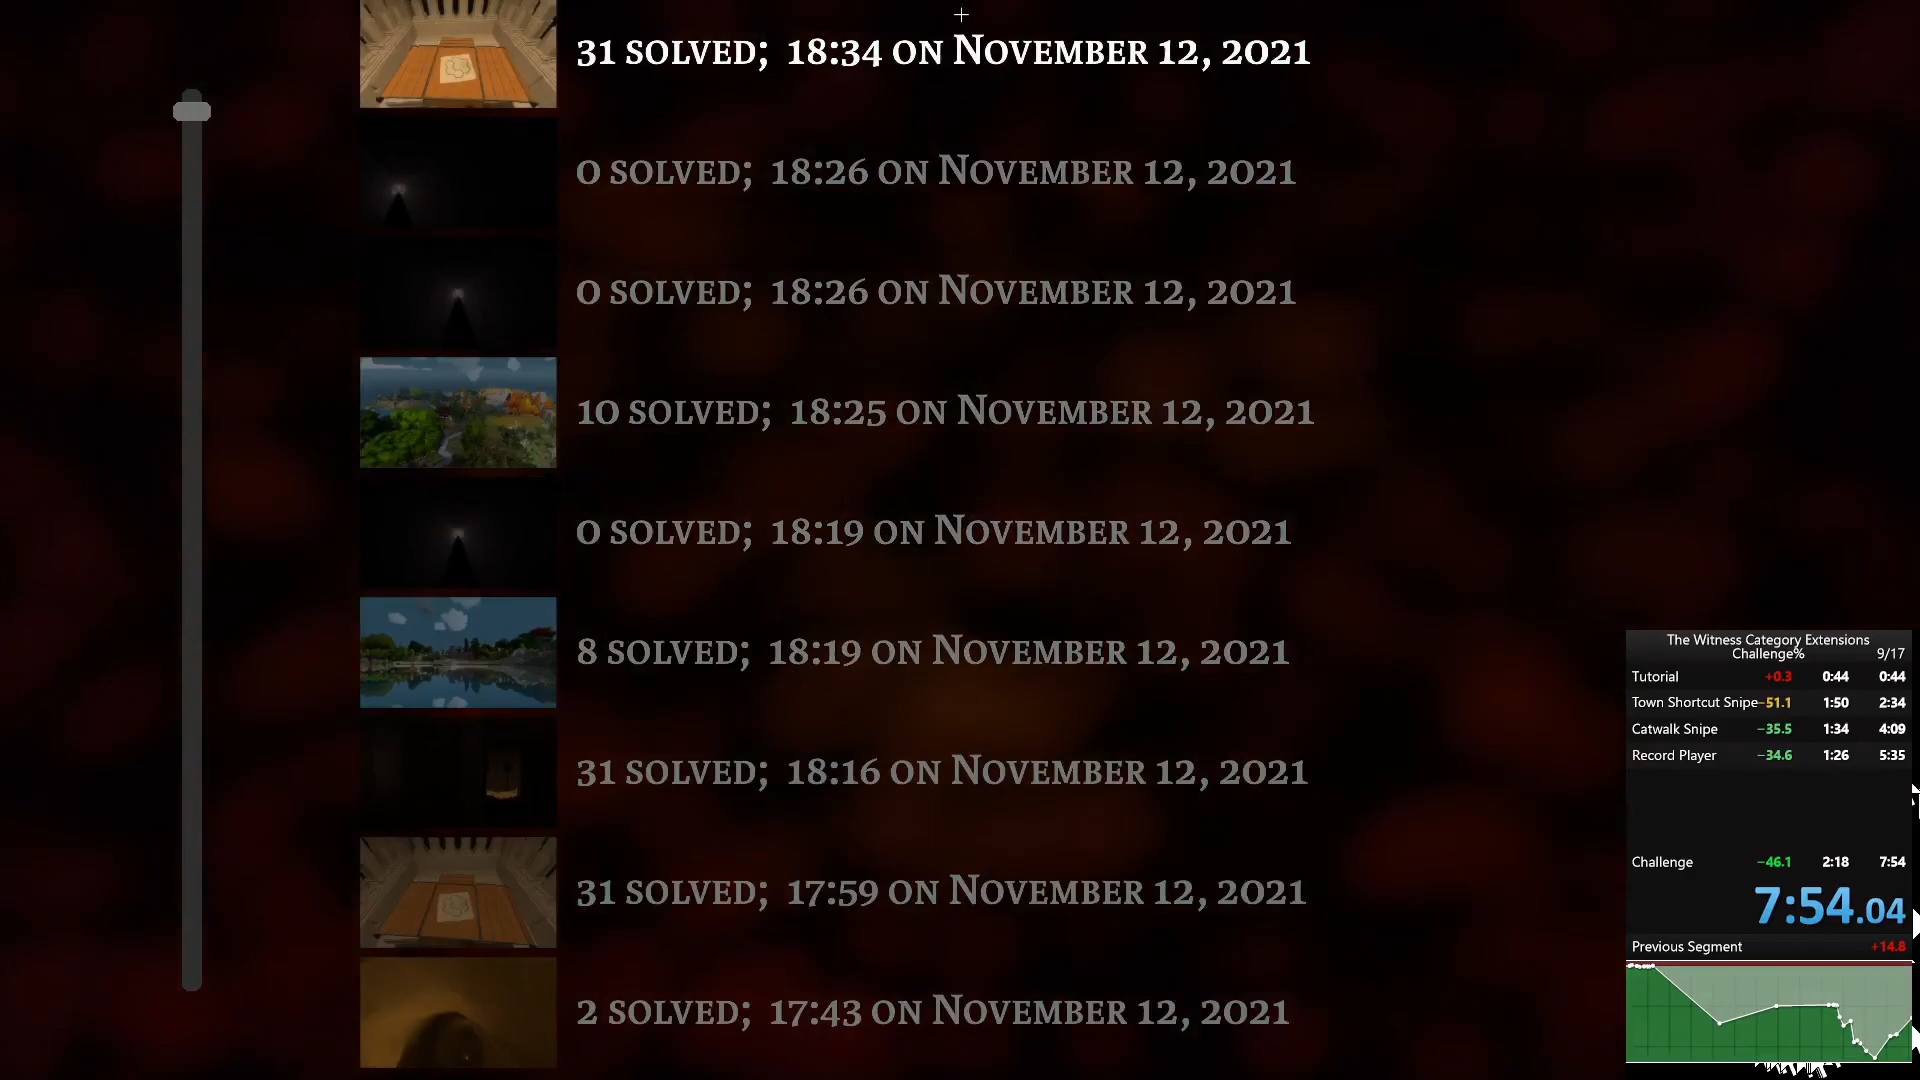 31 SOLVED; 18:34 ON NOVEMBER 12, 2021
0 SOLVED; 18:26 ON NOVEMBER 12, 2021
0 SOLVED; 18:26 ON NOVEMBER 12, 2021
10 SOLVED; 18:25 ON NOVEMBER 12, 2021
0 SOLVED; 18:19 ON NOVEMBER 12, 2021
8 SOLVED; 18:19 ON NOVEMBER 12, 2021
31 SOLVED; 18:16 ON NOVEMBER 12, 2021
31 SOLVED; 17:59 ON NOVEMBER 12, 2021
2 SOLVED; 17:43 ON NOVEMBER 12, 2021
The Witness Category Extensions
Challenge% 9/17
Tutorial +0.3 0:44 0:44
Town Shortcut Snipe −51.1 1:50 2:34
Catwalk Snipe −35.5 1:34 4:09
Record Player −34.6 1:26 5:35
Challenge −46.1 2:18 7:54
7:54.04
Previous Segment +14.8